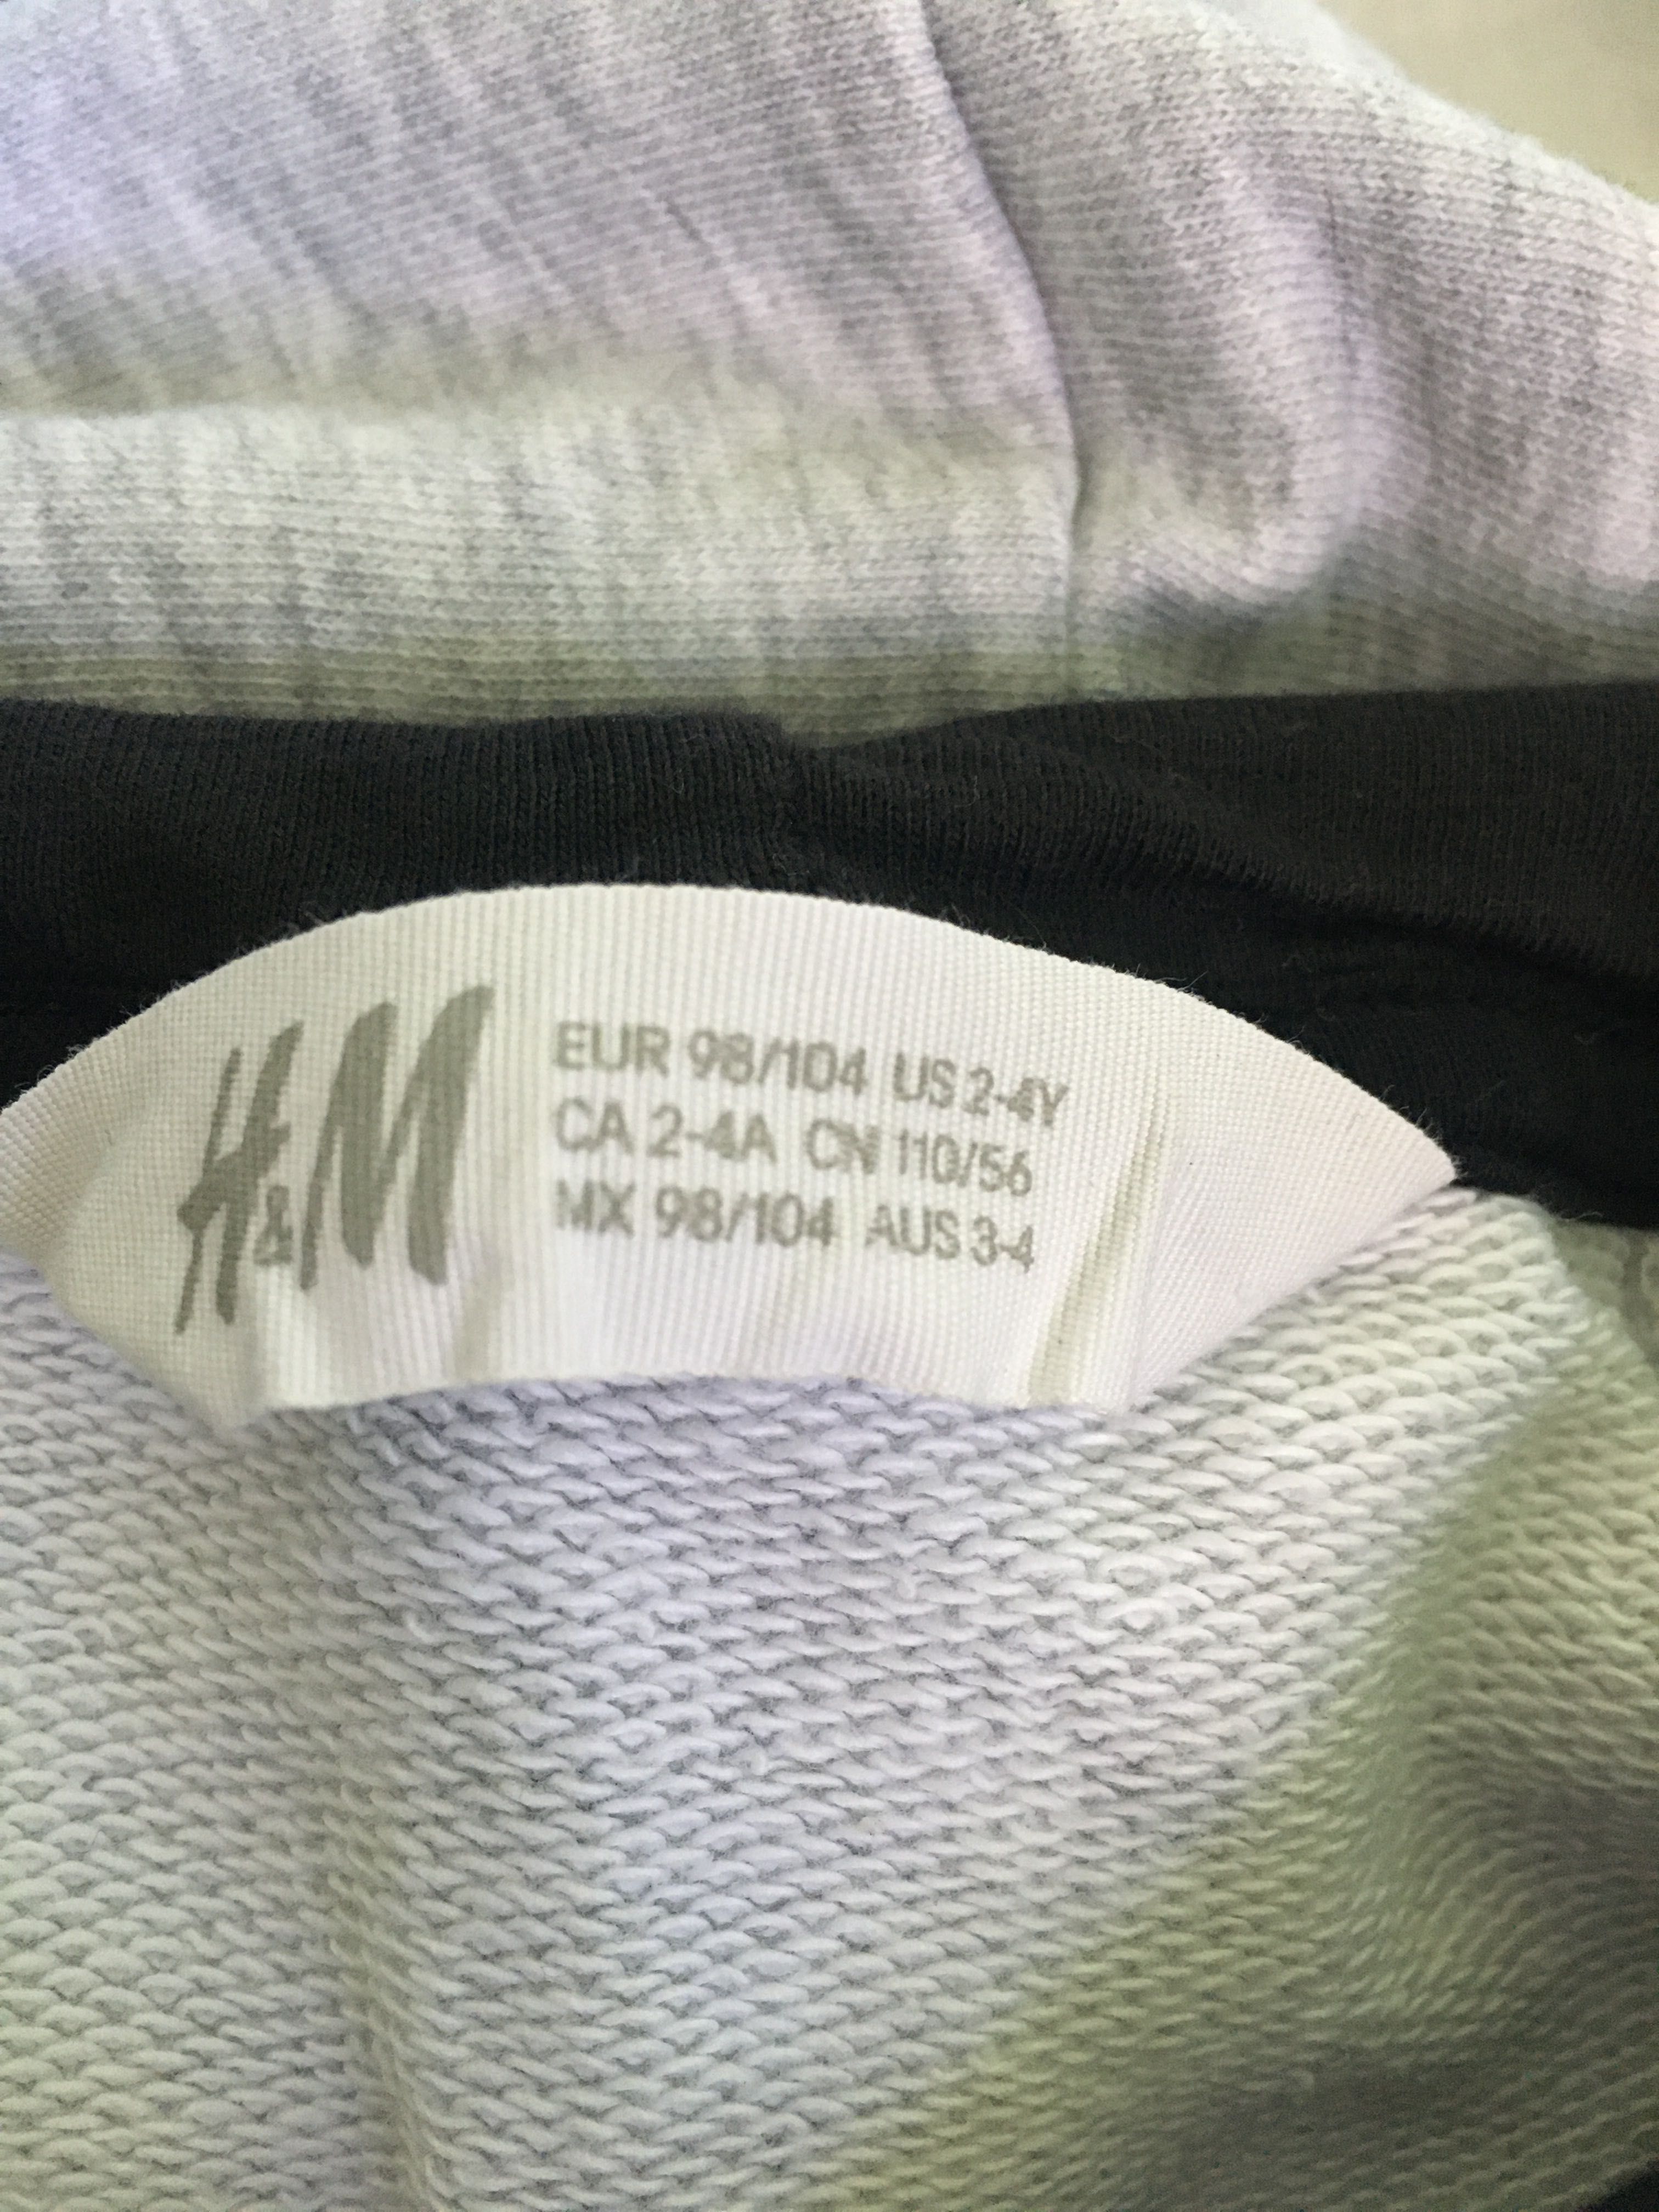 H&M
EUR 98/104 US 2-4Y
CA 2-4A CN 110/56
MX 98/104 AUS 3-4